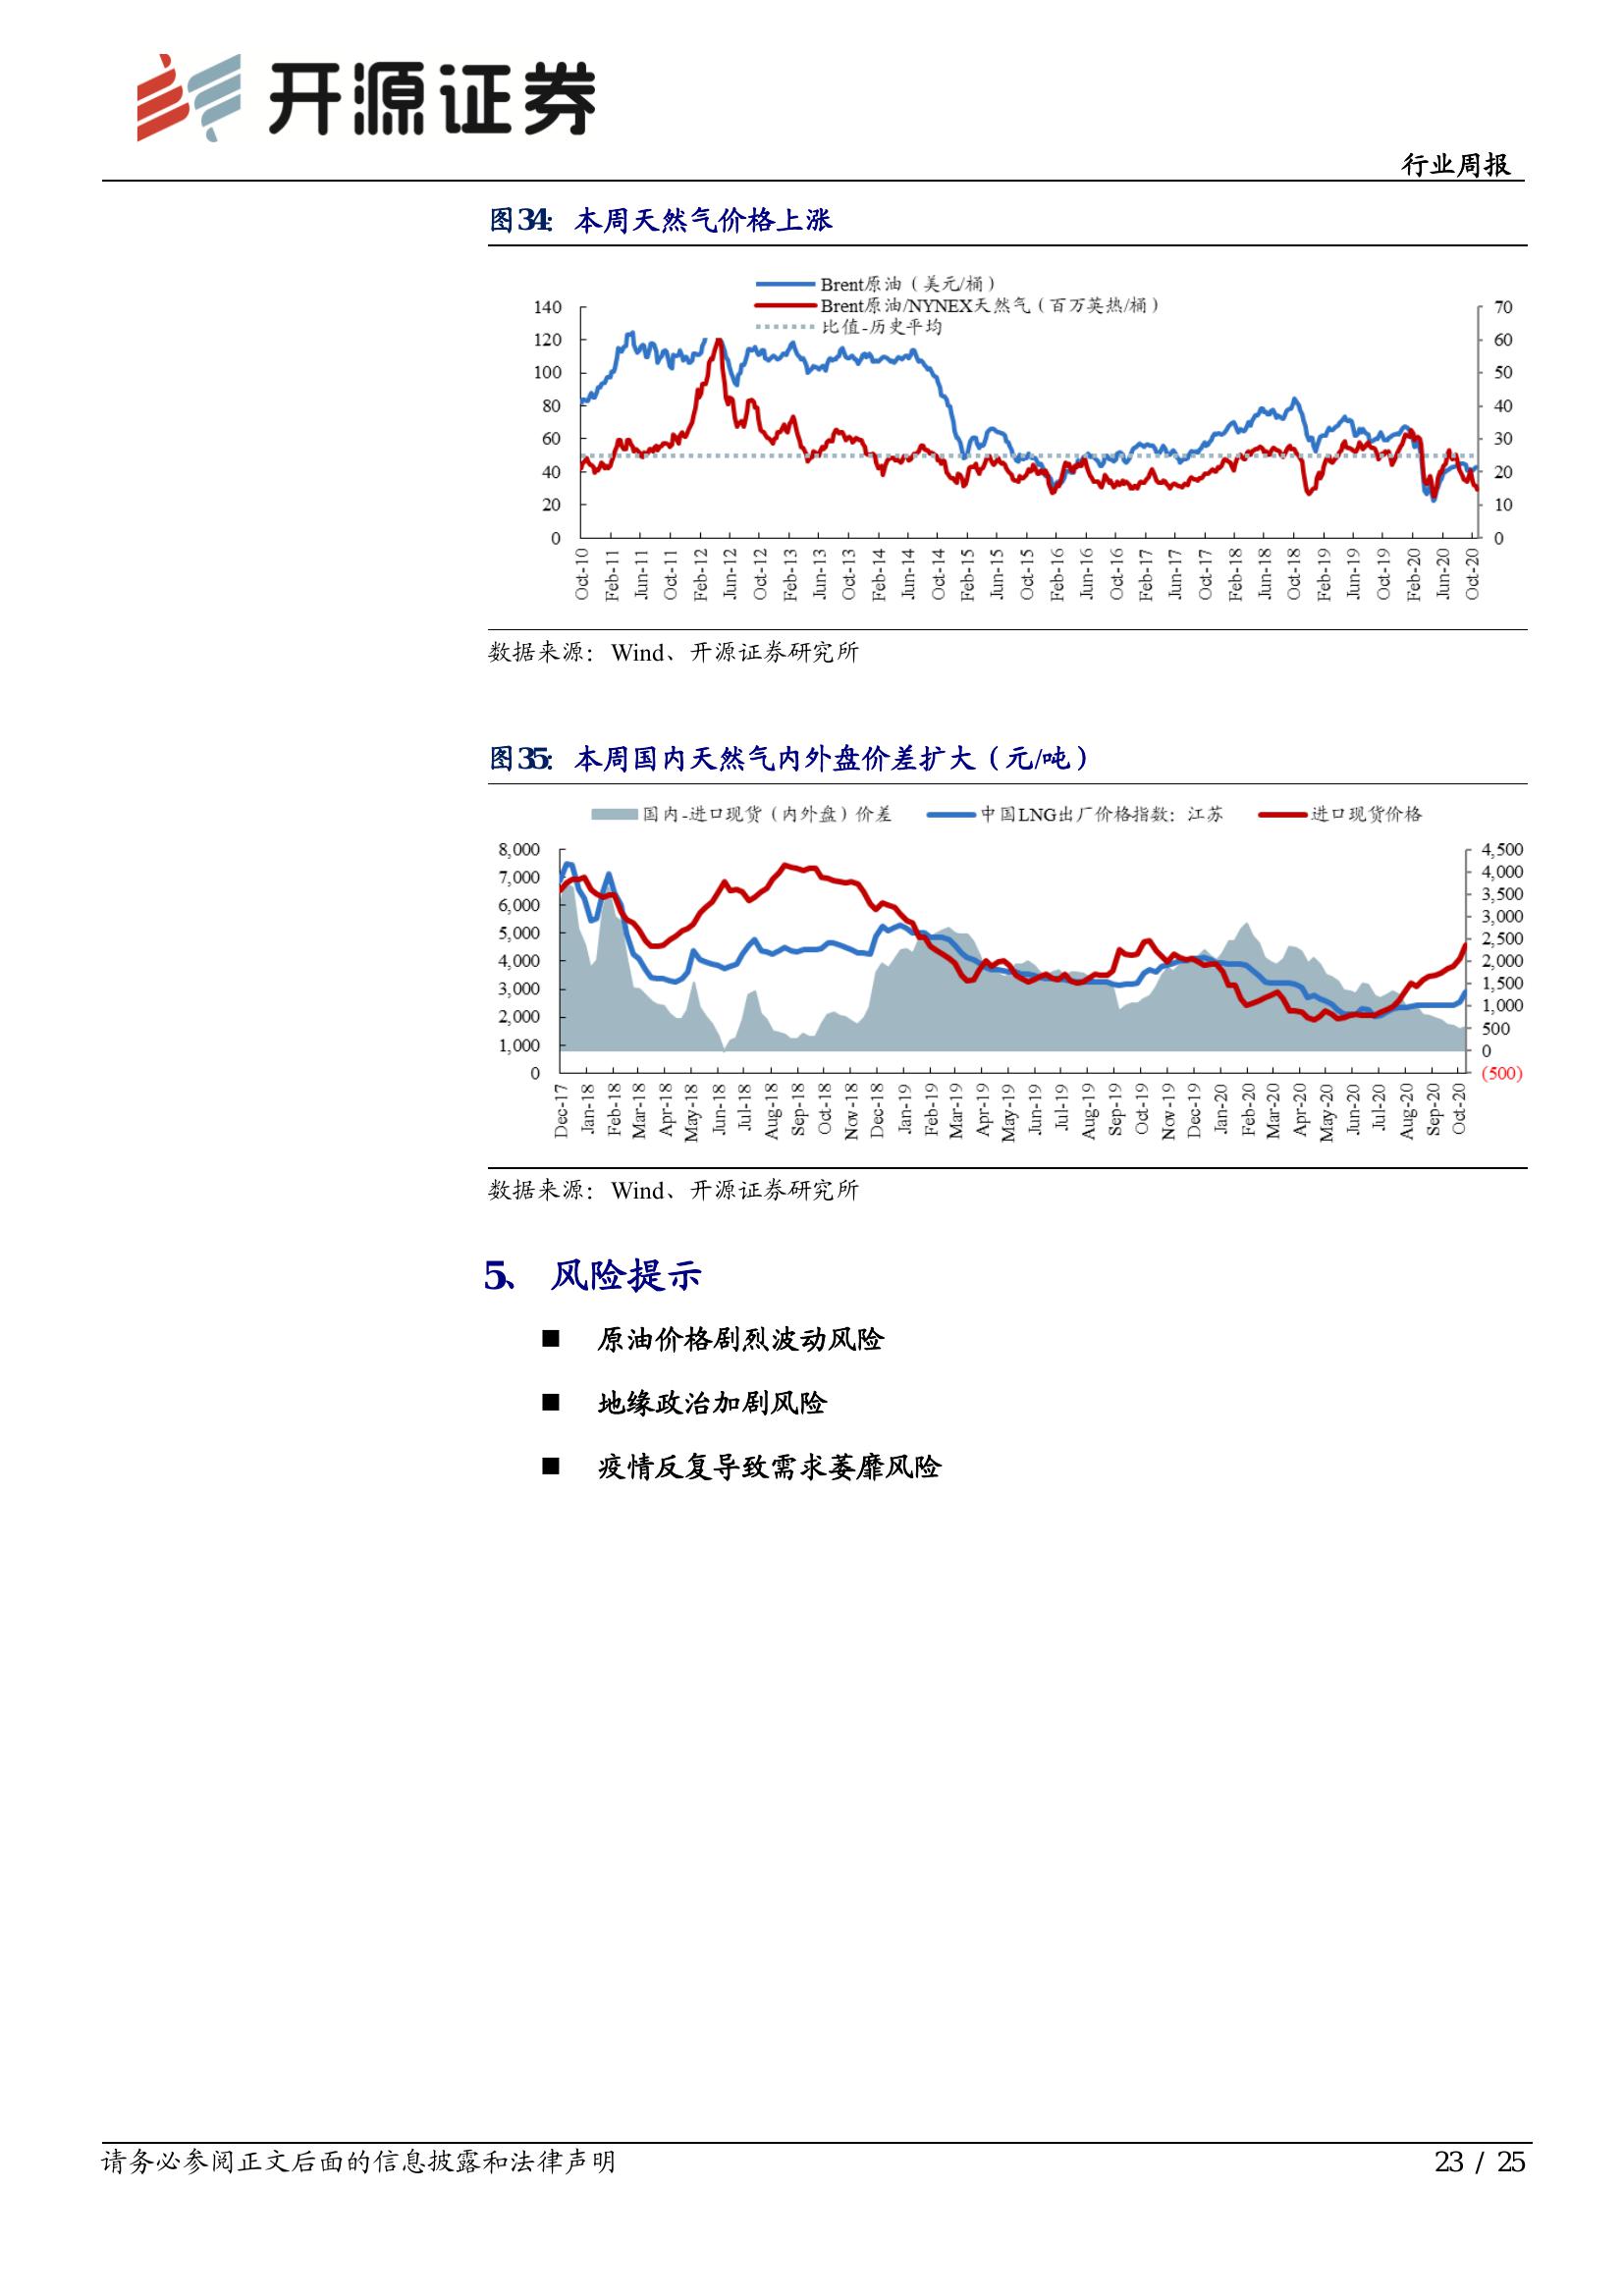 开源证券
行业周报
图34: 本周天然气价格上涨
Brent原油（美元/桶）
Brent原油/NYNEX天然气（百万英热/桶）
比值-历史平均
140
120
100
80
60
40
20
0
70
60
50
40
30
20
10
0
Oct-10
Feb-11
Jun-11
Oct-11
Feb-12
Jun-12
Oct-12
Feb-13
Jun-13
Oct-13
Feb-14
Jun-14
Oct-14
Feb-15
Jun-15
Oct-15
Feb-16
Jun-16
Oct-16
Feb-17
Jun-17
Oct-17
Feb-18
Jun-18
Oct-18
Feb-19
Jun-19
Oct-19
Feb-20
Jun-20
Oct-20
数据来源：Wind、开源证券研究所
图35: 本周国内天然气内外盘价差扩大（元/吨）
国内-进口现货（内外盘）价差 中国LNG出厂价格指数：江苏 进口现货价格
8,000
7,000
6,000
5,000
4,000
3,000
2,000
1,000
0
4,500
4,000
3,500
3,000
2,500
2,000
1,500
1,000
500
0
(500)
Dec-17
Jan-18
Feb-18
Mar-18
Apr-18
May-18
Jun-18
Jul-18
Aug-18
Sep-18
Oct-18
Nov-18
Dec-18
Jan-19
Feb-19
Mar-19
Apr-19
May-19
Jun-19
Jul-19
Aug-19
Sep-19
Oct-19
Nov-19
Dec-19
Jan-20
Feb-20
Mar-20
Apr-20
May-20
Jun-20
Jul-20
Aug-20
Sep-20
Oct-20
数据来源：Wind、开源证券研究所
5、 风险提示
■ 原油价格剧烈波动风险
■ 地缘政治加剧风险
■ 疫情反复导致需求萎靡风险
请务必参阅正文后面的信息披露和法律声明
23 / 25